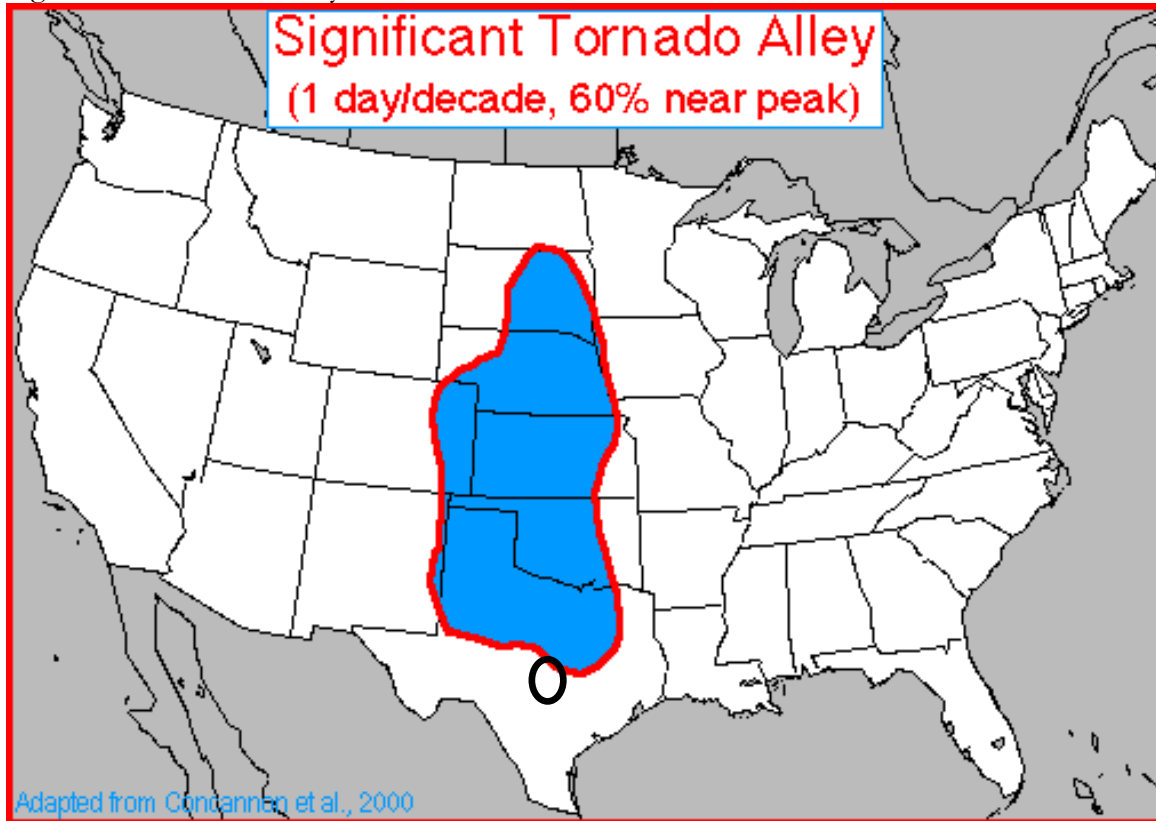 Significant Tornado Alley
(1 day/decade, 60% near peak)
Adapted from Concannon et al., 2000